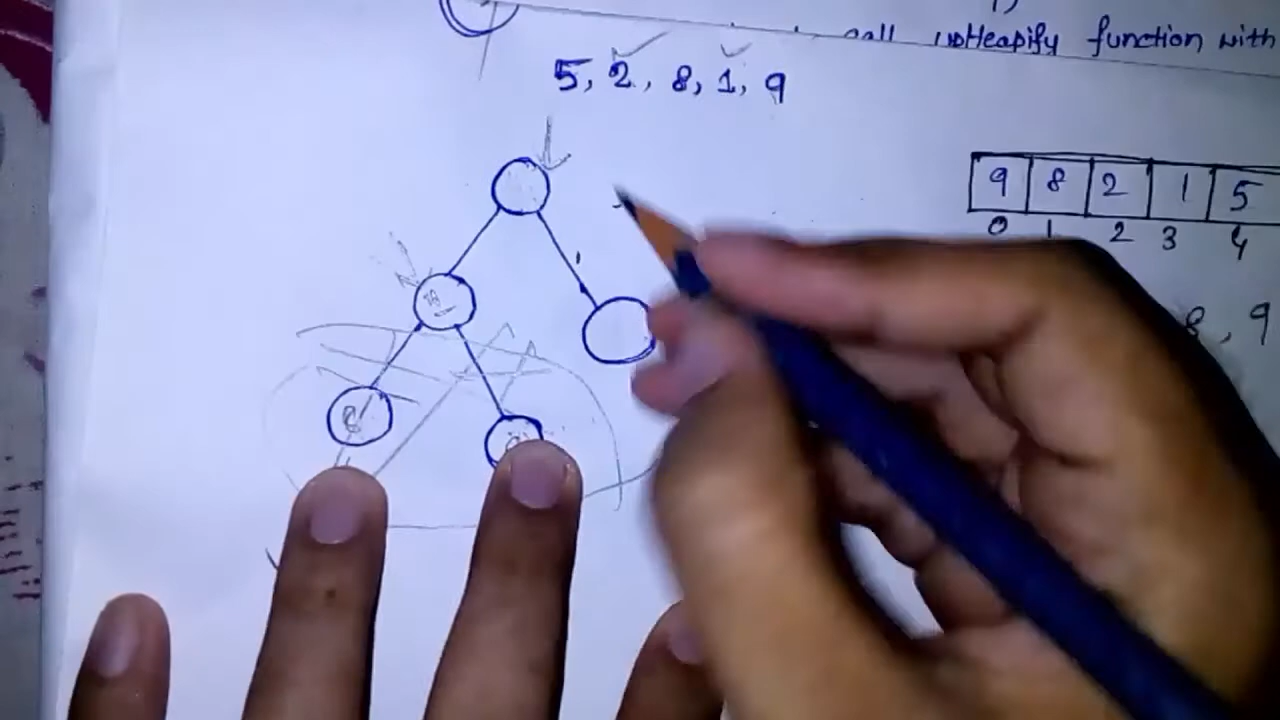 call upHeapify function with
5, 2, 8, 1, 9
9 8 2 1 5
0 1 2 3 4
8, 9